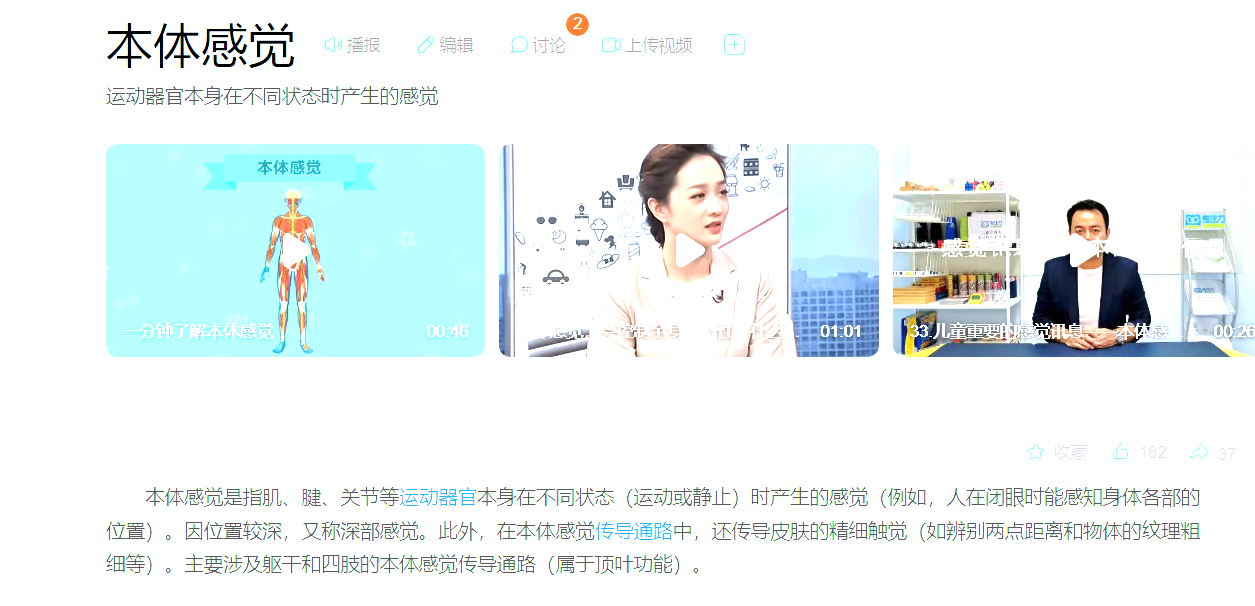 本体感觉 播报 编辑 讨论 2 上传视频
运动器官本身在不同状态时产生的感觉
本体感觉
一分钟了解本体感觉 00:46
01:01
33.儿童重要的感觉讯息——本体感 00:26
收藏 182 37
本体感觉是指肌、腱、关节等运动器官本身在不同状态（运动或静止）时产生的感觉（例如，人在闭眼时能感知身体各部的
位置）。因位置较深，又称深部感觉。此外，在本体感觉传导通路中，还传导皮肤的精细触觉（如辨别两点距离和物体的纹理粗
细等）。主要涉及躯干和四肢的本体感觉传导通路（属于顶叶功能）。